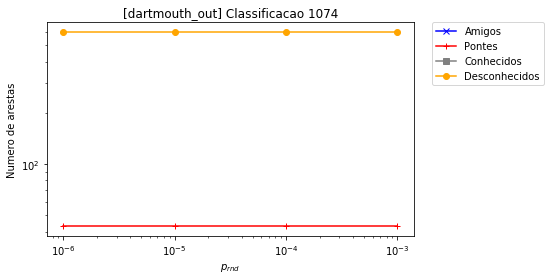 [dartmouth_out] Classificacao 1074
Amigos
Pontes
Conhecidos
Desconhecidos
Numero de arestas
10²
10⁻⁶ 10⁻⁵ 10⁻⁴ 10⁻³
pᵣₙd